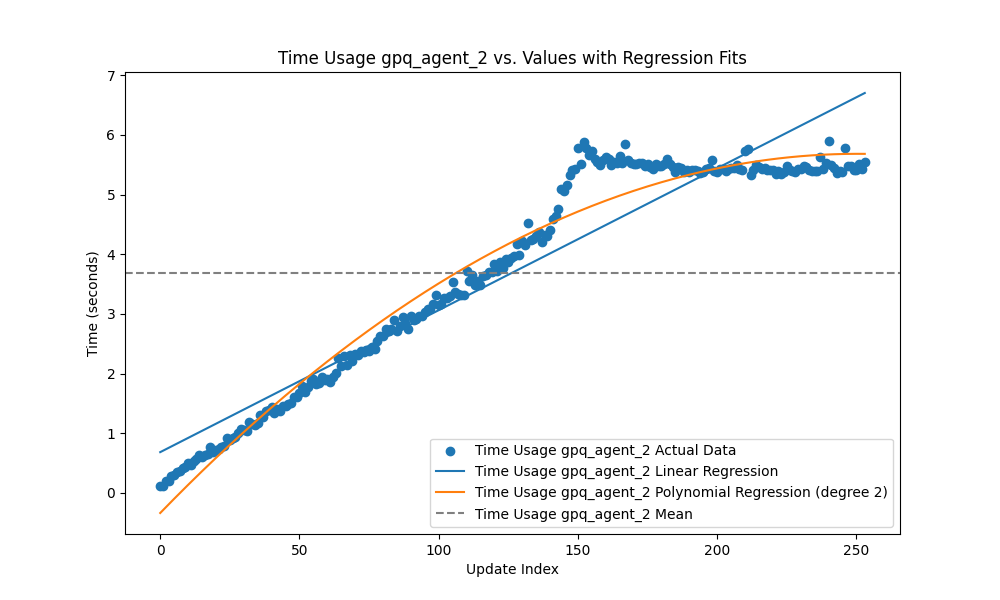 Time Usage gpq_agent_2 vs. Values with Regression Fits
Time (seconds)
7
6
5
4
3
2
1
0
0 50 100 150 200 250
Update Index
Time Usage gpq_agent_2 Actual Data
Time Usage gpq_agent_2 Linear Regression
Time Usage gpq_agent_2 Polynomial Regression (degree 2)
Time Usage gpq_agent_2 Mean